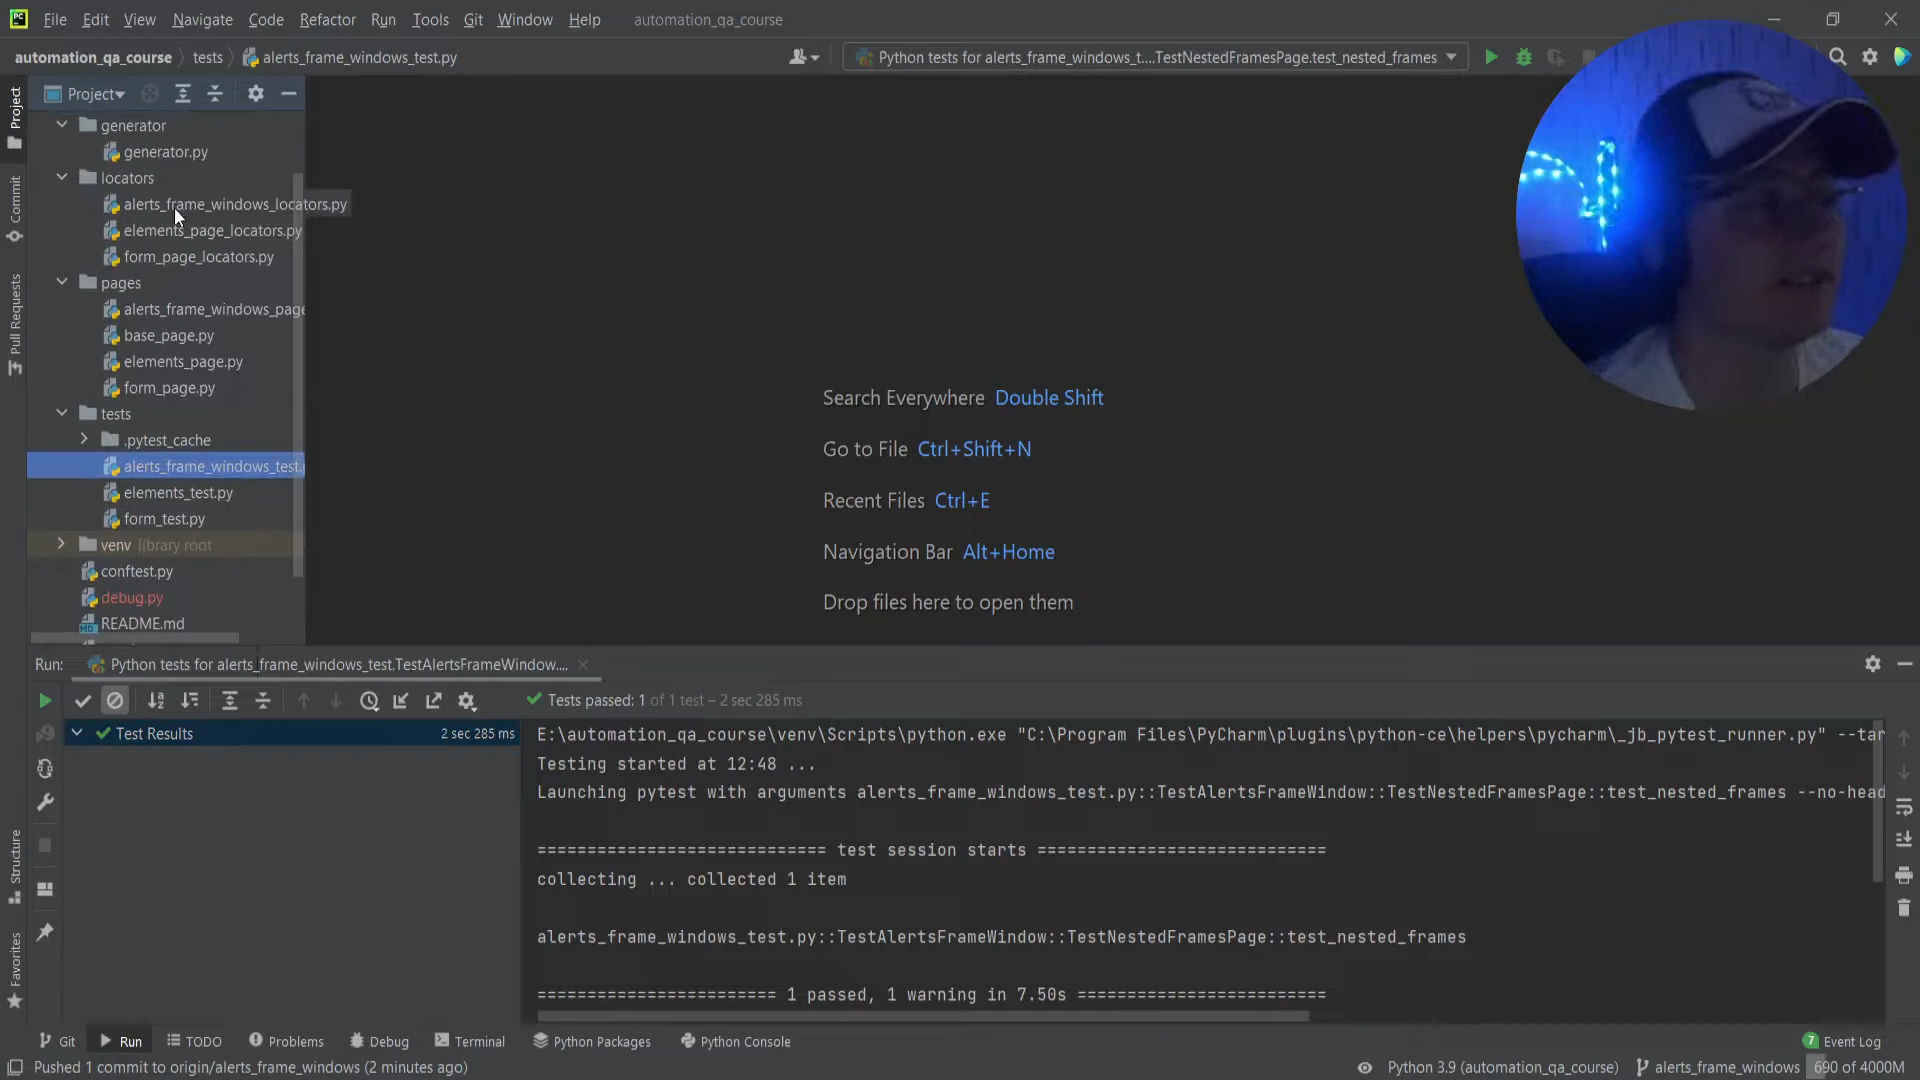 PC File Edit View Navigate Code Refactor Run Tools Git Window Help automation_qa_course
automation_qa_course tests alerts_frame_windows_test.py
Python tests for alerts_frame_windows_t....TestNestedFramesPage.test_nested_frames
Project
generator
generator.py
locators
alerts_frame_windows_locators.py
elements_page_locators.py
form_page_locators.py
pages
alerts_frame_windows_page
base_page.py
elements_page.py
form_page.py
tests
.pytest_cache
alerts_frame_windows_test.
elements_test.py
form_test.py
venv library root
conftest.py
debug.py
README.md
Project
Commit
Pull Requests
Structure
Favorites
Search Everywhere Double Shift
Go to File Ctrl+Shift+N
Recent Files Ctrl+E
Navigation Bar Alt+Home
Drop files here to open them
Run: Python tests for alerts_frame_windows_test.TestAlertsFrameWindow....
Tests passed: 1 of 1 test – 2 sec 285 ms
Test Results 2 sec 285 ms
E:\automation_qa_course\venv\Scripts\python.exe "C:\Program Files\PyCharm\plugins\python-ce\helpers\pycharm\_jb_pytest_runner.py" --tar
Testing started at 12:48 ...
Launching pytest with arguments alerts_frame_windows_test.py::TestAlertsFrameWindow::TestNestedFramesPage::test_nested_frames --no-head
============================ test session starts =============================
collecting ... collected 1 item
alerts_frame_windows_test.py::TestAlertsFrameWindow::TestNestedFramesPage::test_nested_frames
======================== 1 passed, 1 warning in 7.50s =========================
Git Run TODO Problems Debug Terminal Python Packages Python Console 7 Event Log
Pushed 1 commit to origin/alerts_frame_windows (2 minutes ago) Python 3.9 (automation_qa_course) alerts_frame_windows 690 of 4000M